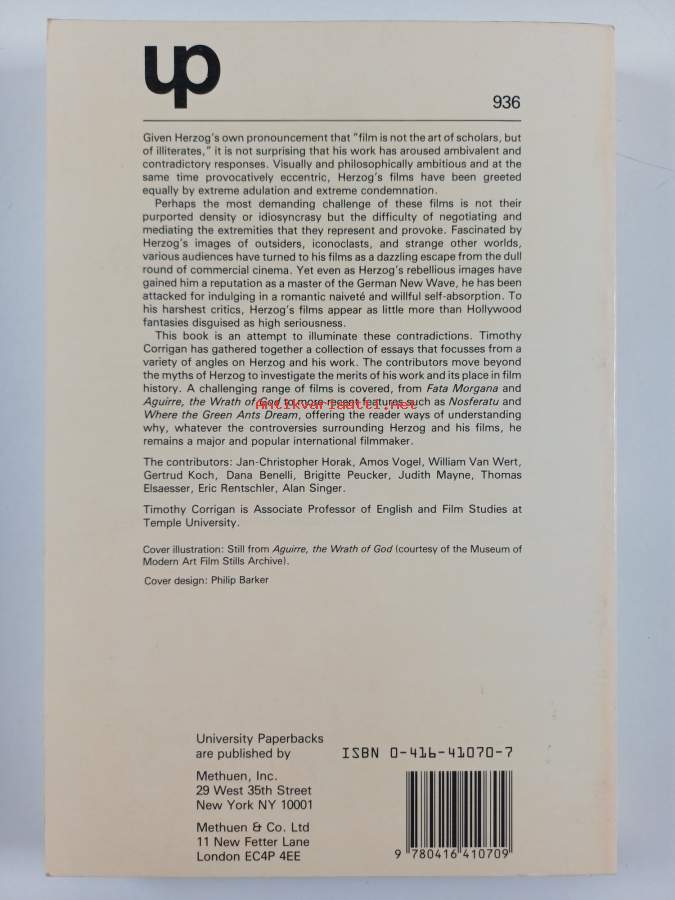 up
936
Given Herzog's own pronouncement that "film is not the art of scholars, but
of illiterates," it is not surprising that his work has aroused ambivalent and
contradictory responses. Visually and philosophically ambitious and at the
same time provocatively eccentric, Herzog's films have been greeted
equally by extreme adulation and extreme condemnation.
Perhaps the most demanding challenge of these films is not their
purported density or idiosyncrasy but the difficulty of negotiating and
mediating the extremities that they represent and provoke. Fascinated by
Herzog's images of outsiders, iconoclasts, and strange other worlds,
various audiences have turned to his films as a dazzling escape from the dull
round of commercial cinema. Yet even as Herzog's rebellious images have
gained him a reputation as a master of the German New Wave, he has been
attacked for indulging in a romantic naiveté and willful self-absorption. To
his harshest critics, Herzog's films appear as little more than Hollywood
fantasies disguised as high seriousness.
This book is an attempt to illuminate these contradictions. Timothy
Corrigan has gathered together a collection of essays that focusses from a
variety of angles on Herzog and his work. The contributors move beyond
the myths of Herzog to investigate the merits of his work and its place in film
history. A challenging range of films is covered, from Fata Morgana and
Aguirre, the Wrath of God to more recent features such as Nosferatu and
Antikvariaatti.net
Where the Green Ants Dream, offering the reader ways of understanding
why, whatever the controversies surrounding Herzog and his films, he
remains a major and popular international filmmaker.
The contributors: Jan-Christopher Horak, Amos Vogel, William Van Wert,
Gertrud Koch, Dana Benelli, Brigitte Peucker, Judith Mayne, Thomas
Elsaesser, Eric Rentschler, Alan Singer.
Timothy Corrigan is Associate Professor of English and Film Studies at
Temple University.
Cover illustration: Still from Aguirre, the Wrath of God (courtesy of the Museum of
Modern Art Film Stills Archive).
Cover design: Philip Barker
University Paperbacks
are published by
Methuen, Inc.
29 West 35th Street
New York NY 10001
Methuen & Co. Ltd
11 New Fetter Lane
London EC4P 4EE
ISBN 0-416-41070-7
9 780416 410709